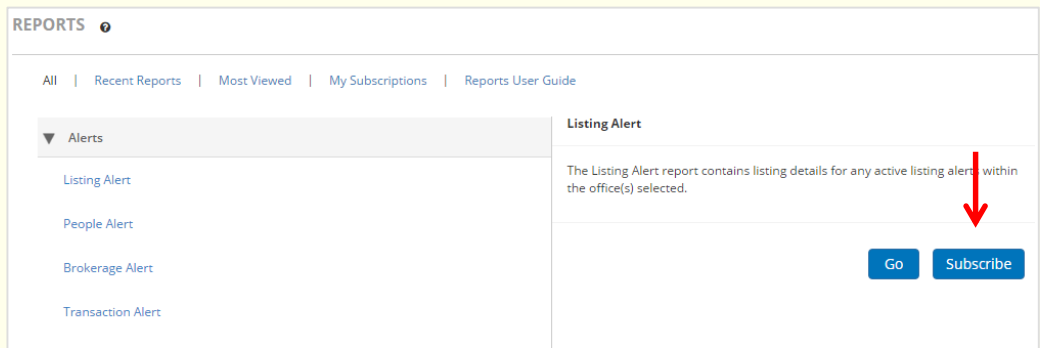 REPORTS ?
All | Recent Reports | Most Viewed | My Subscriptions | Reports User Guide
Alerts
Listing Alert
People Alert
Brokerage Alert
Transaction Alert
Listing Alert
The Listing Alert report contains listing details for any active listing alerts within
the office(s) selected.
Go Subscribe